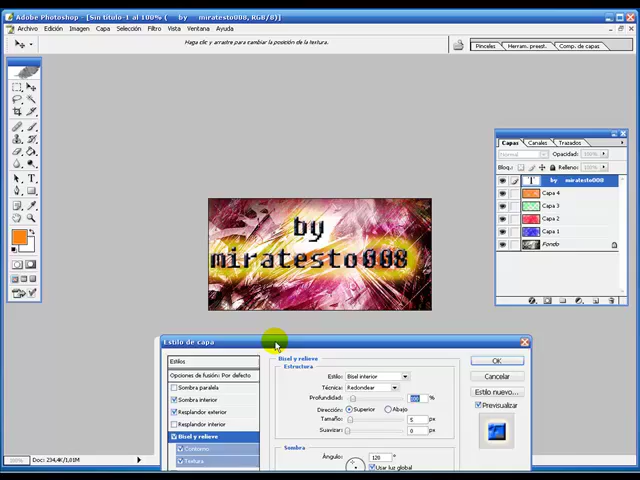 Adobe Photoshop - [Sin título-1 al 100% ( by miratesto008, RGB/8)]
Archivo Edición Imagen Capa Selección Filtro Vista Ventana Ayuda
Haga clic y arrastre para cambiar la posición de la textura.
Pinceles Herram. preest. Comp. de capas
Capas Canales Trazados
Normal Opacidad: 100%
Bloq.: Relleno: 100%
T by miratesto008
Capa 4
Capa 3
Capa 2
Capa 1
Fondo
by
miratesto008
Estilo de capa
Estilos
Opciones de fusión: Por defecto
Sombra paralela
Sombra interior
Resplandor exterior
Resplandor interior
Bisel y relieve
Contorno
Textura
Bisel y relieve
Estructura
Estilo: Bisel interior
Técnica: Redondear
Profundidad: 100 %
Dirección: Superior Abajo
Tamaño: 5 px
Suavizar: 0 px
Sombra
Ángulo: 120 °
Usar luz global
OK
Cancelar
Estilo nuevo...
Previsualizar
100% Doc: 234,4K/1,01M